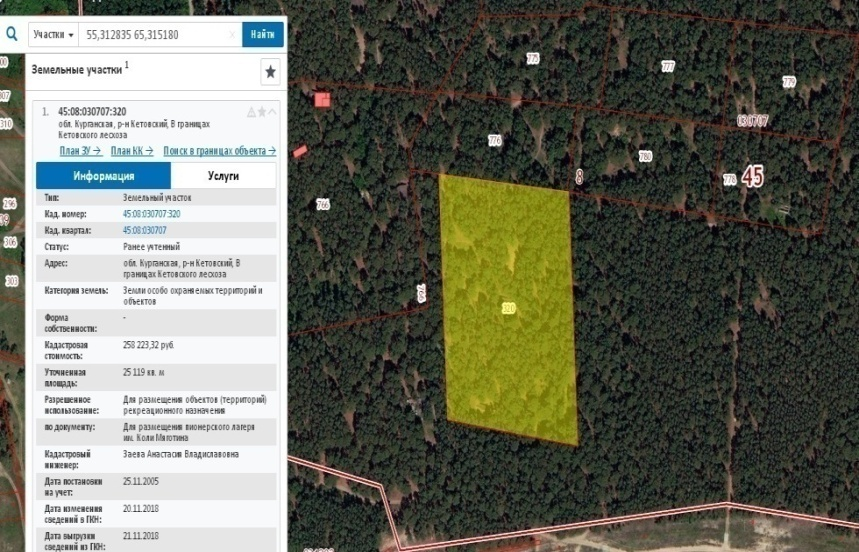 Участки
55,312835 65,315180
x
Найти
Земельные участки 1
1. 45:08:030707:320
обл. Курганская, р-н Кетовский, В границах
Кетовского лесхоза
План ЗУ → План КК → Поиск в границах объекта →
Информация Услуги
Тип: Земельный участок
Кад. номер: 45:08:030707:320
Кад. квартал: 45:08:030707
Статус: Ранее учтенный
Адрес: обл. Курганская, р-н Кетовский, В
границах Кетовского лесхоза
Категория земель: Земли особо охраняемых территорий и
объектов
Форма
собственности: -
Кадастровая
стоимость: 258 223,32 руб.
Уточненная
площадь: 25 119 кв. м
Разрешенное
использование: Для размещения объектов (территорий)
рекреационного назначения
по документу: Для размещения пионерского лагеря
им. Коли Мяготина
Кадастровый
инженер: Заева Анастасия Владиславовна
Дата постановки
на учет: 25.11.2005
Дата изменения
сведений в ГКН: 20.11.2018
Дата выгрузки
сведений из ГКН: 21.11.2018
307
310
296
306
303
775
777
779
030707
776
780
8
778
45
766
766
320